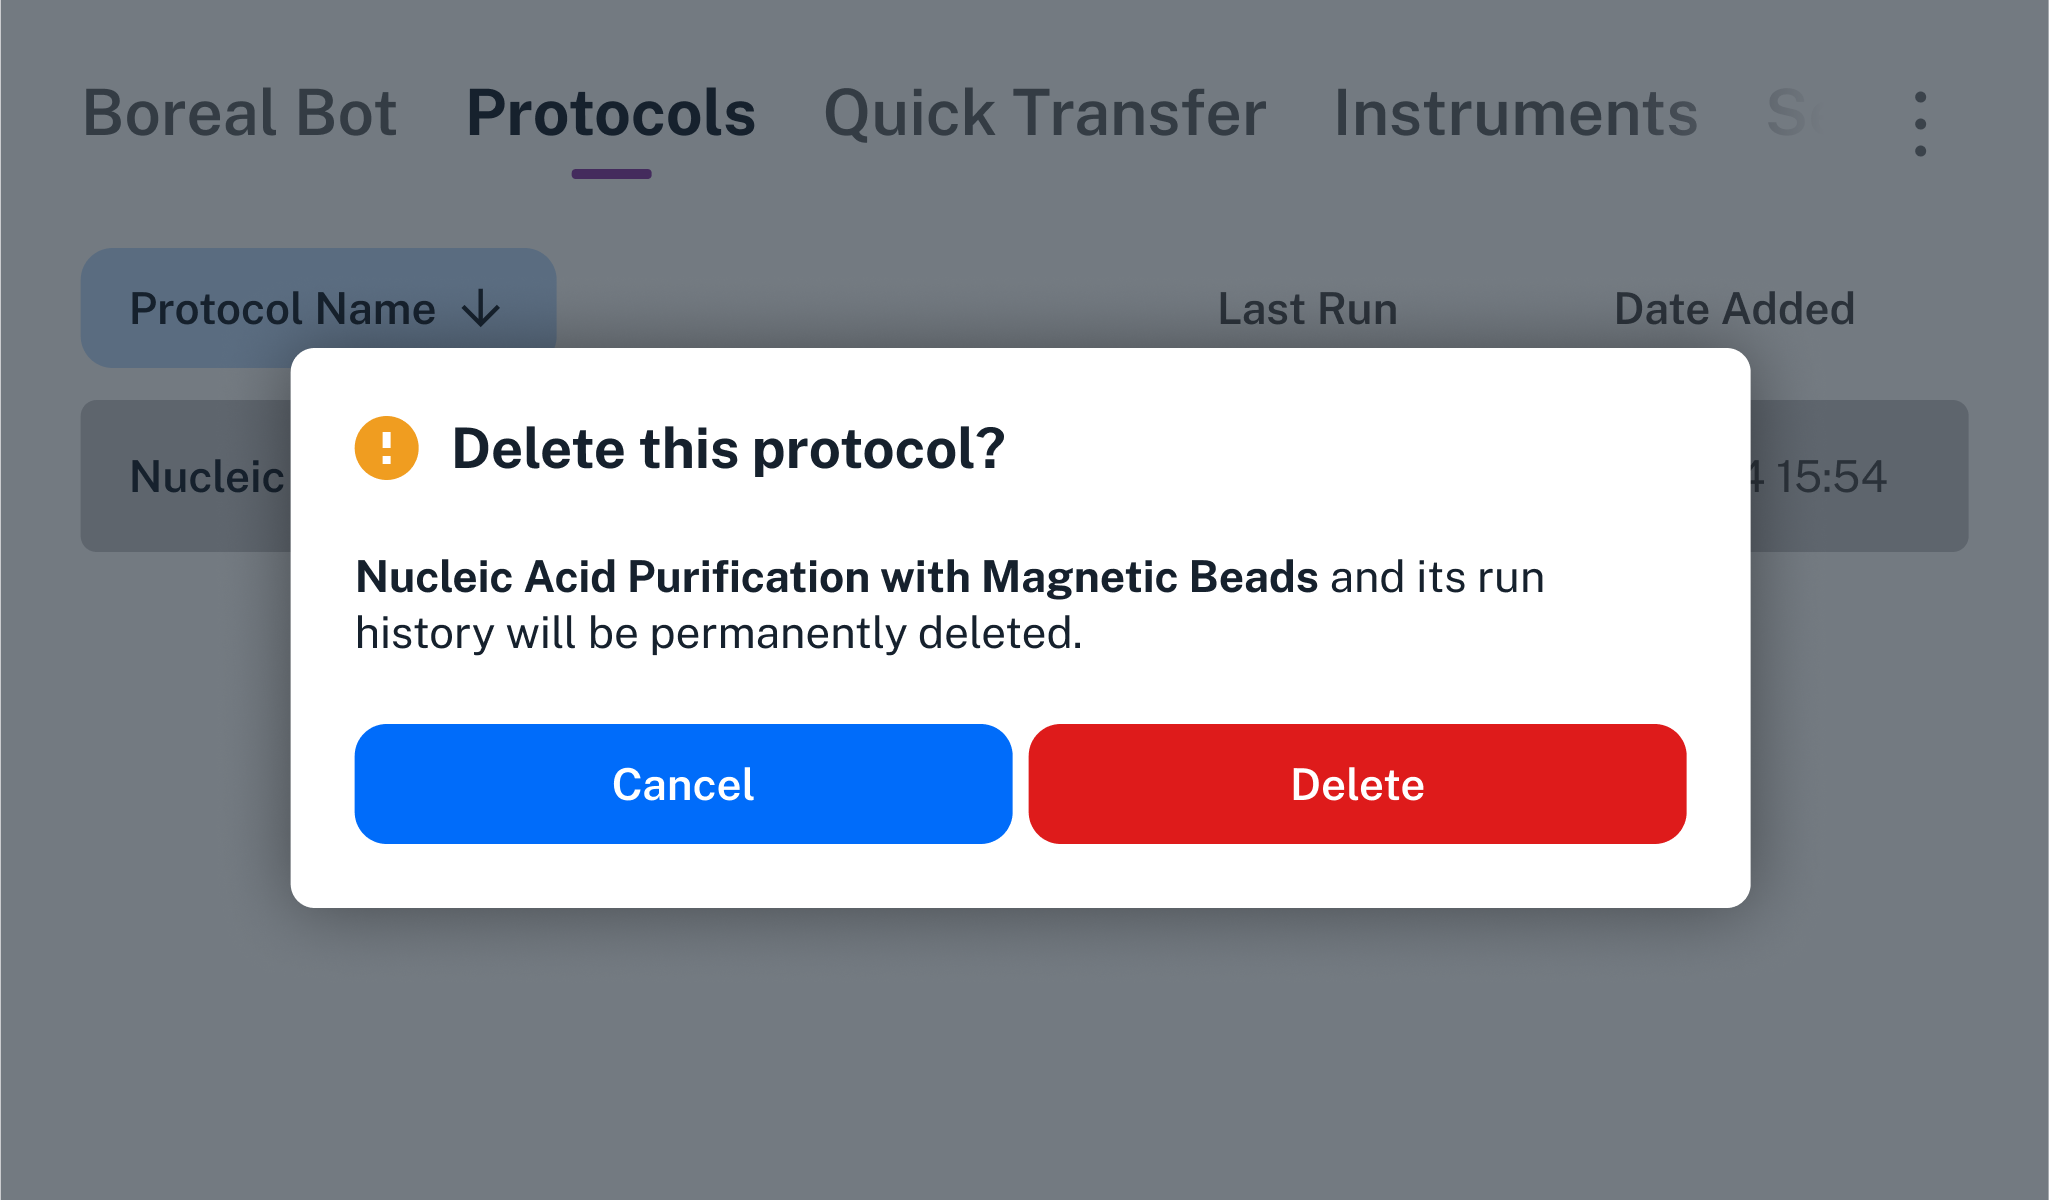 Boreal Bot Protocols Quick Transfer Instruments
Protocol Name Last Run Date Added
Delete this protocol?
Nucleic 15:54
Nucleic Acid Purification with Magnetic Beads and its run
history will be permanently deleted.
Cancel Delete